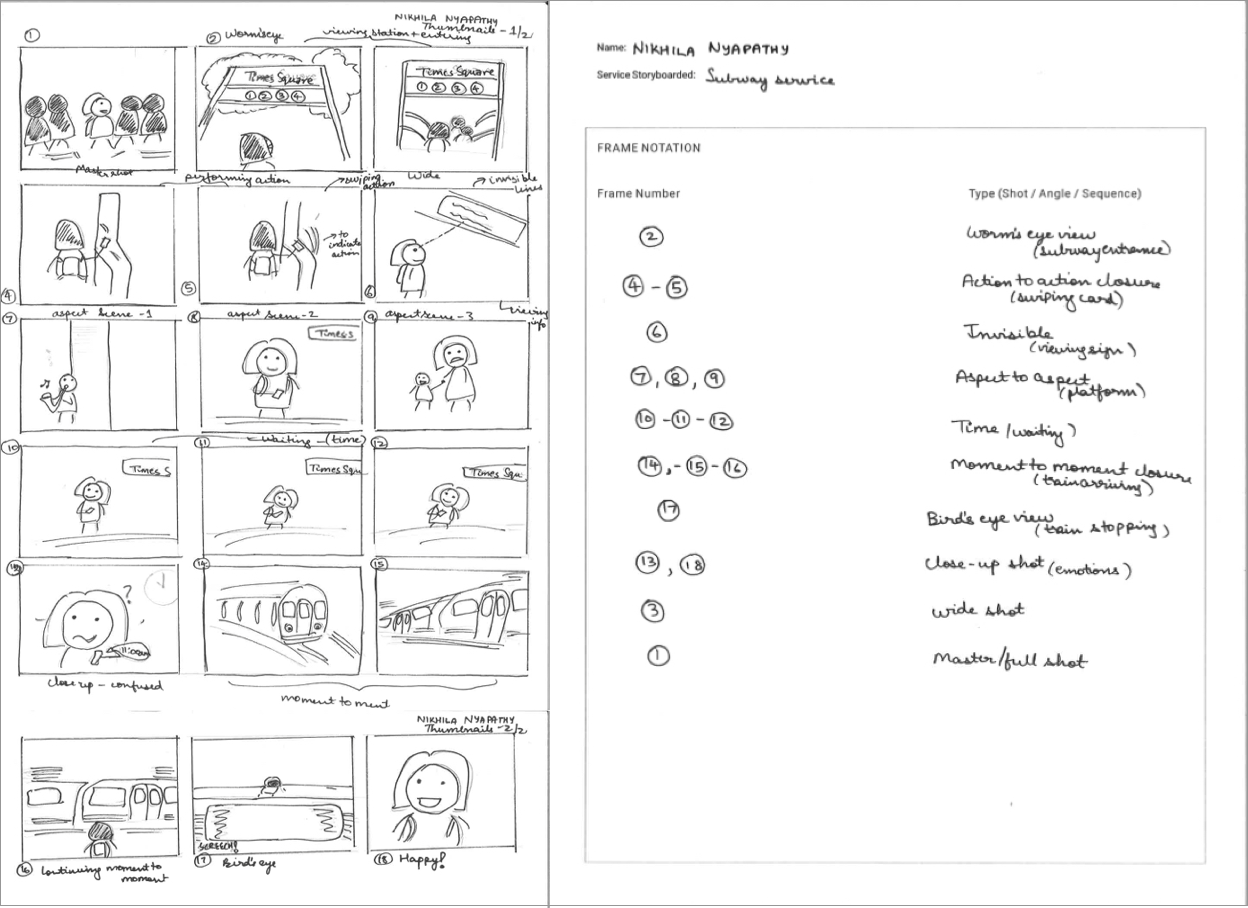 NIKHILA NYAPATHY
Thumbnails - 1/2
①
② Worm'seye
viewing station + entering
Times Square
① ② ③ ④
Times Square
① ② ③ ④
Master shot
performing action
swiping action
Wide
invisible lines
to indicate action
④
⑤
⑥
viewing info
⑦ aspect scene - 1
⑧ aspect scene - 2
⑨ aspect scene - 3
Times S
waiting - (time)
⑩
⑪
⑫
Times S
Times Squ
Times Squ
⑬
⑭
⑮
?
11:00am
close up - confused
moment to ment
NIKHILA NYAPATHY
Thumbnails - 2/2
SCREECH!
⑯ Continuing moment to moment
⑰ Bird's eye
⑱ Happy!
Name: NIKHILA NYAPATHY
Service Storyboarded: Subway service
FRAME NOTATION
Frame Number Type (Shot / Angle / Sequence)
② Worm's eye view
(subway entrance)
④ - ⑤ Action to action closure
(swiping card)
⑥ Invisible
(viewing sign)
⑦, ⑧, ⑨ Aspect to aspect
(platform)
⑩ - ⑪ - ⑫ Time /waiting)
⑭, - ⑮ - ⑯ Moment to moment closure
(train arriving)
⑰ Bird's eye view
(train stopping)
⑬, ⑱ Close-up shot (emotions)
③ wide shot
① Master/full shot